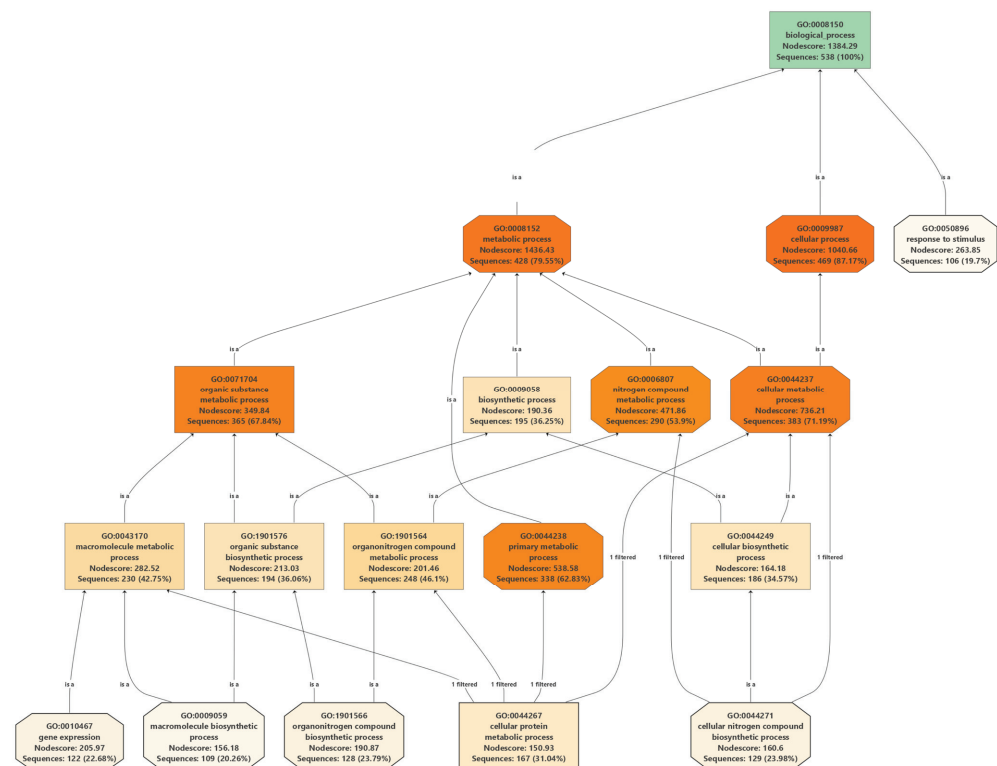 GO:0008150
biological_process
Nodescore: 1384.29
Sequences: 538 (100%)
is a
is a
is a
GO:0008152
metabolic process
Nodescore: 1436.43
Sequences: 428 (79.55%)
GO:0009987
cellular process
Nodescore: 1040.66
Sequences: 469 (87.17%)
GO:0050896
response to stimulus
Nodescore: 263.85
Sequences: 106 (19.7%)
is a
is a
is a
is a
is a
is a
GO:0071704
organic substance
metabolic process
Nodescore: 349.84
Sequences: 365 (67.84%)
GO:0009058
biosynthetic process
Nodescore: 190.36
Sequences: 195 (36.25%)
GO:0006807
nitrogen compound
metabolic process
Nodescore: 471.86
Sequences: 290 (53.9%)
GO:0044237
cellular metabolic
process
Nodescore: 736.21
Sequences: 383 (71.19%)
is a
is a
is a
is a
is a
is a
is a
GO:0043170
macromolecule metabolic
process
Nodescore: 282.52
Sequences: 230 (42.75%)
GO:1901576
organic substance
biosynthetic process
Nodescore: 213.03
Sequences: 194 (36.06%)
GO:1901564
organonitrogen compound
metabolic process
Nodescore: 201.46
Sequences: 248 (46.1%)
GO:0044238
primary metabolic
process
Nodescore: 538.58
Sequences: 338 (62.83%)
1 filtered
1 filtered
GO:0044249
cellular biosynthetic
process
Nodescore: 164.18
Sequences: 186 (34.57%)
1 filtered
is a
is a
is a
is a
is a
1 filtered
1 filtered
1 filtered
is a
GO:0010467
gene expression
Nodescore: 205.97
Sequences: 122 (22.68%)
GO:0009059
macromolecule biosynthetic
process
Nodescore: 156.18
Sequences: 109 (20.26%)
GO:1901566
organonitrogen compound
biosynthetic process
Nodescore: 190.87
Sequences: 128 (23.79%)
GO:0044267
cellular protein
metabolic process
Nodescore: 150.93
Sequences: 167 (31.04%)
GO:0044271
cellular nitrogen compound
biosynthetic process
Nodescore: 160.6
Sequences: 129 (23.98%)